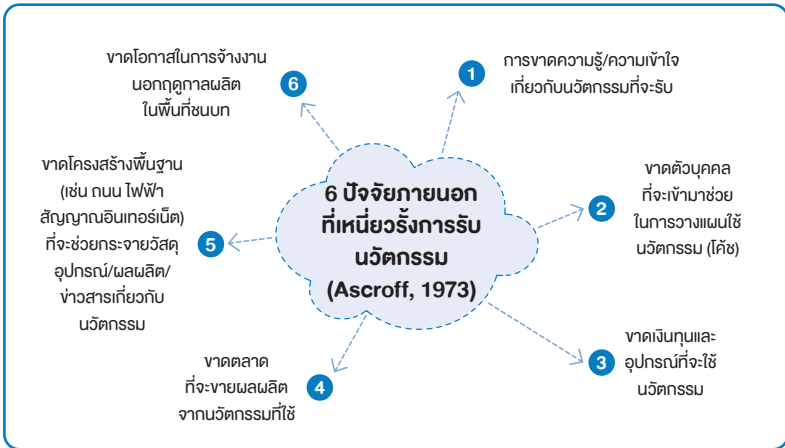 6 ปัจจัยภายนอก
ที่เหนี่ยวรั้งการรับ
นวัตกรรม
(Ascroff, 1973)
1
การขาดความรู้/ความเข้าใจ
เกี่ยวกับนวัตกรรมที่จะรับ
2
ขาดตัวบุคคล
ที่จะเข้ามาช่วย
ในการวางแผนใช้
นวัตกรรม (โค้ช)
3
ขาดเงินทุนและ
อุปกรณ์ที่จะใช้
นวัตกรรม
4
ขาดตลาด
ที่จะขายผลผลิต
จากนวัตกรรมที่ใช้
5
ขาดโครงสร้างพื้นฐาน
(เช่น ถนน ไฟฟ้า
สัญญาณอินเทอร์เน็ต)
ที่จะช่วยกระจายวัสดุ
อุปกรณ์/ผลผลิต/
ข่าวสารเกี่ยวกับ
นวัตกรรม
6
ขาดโอกาสในการจ้างงาน
นอกฤดูกาลผลิต
ในพื้นที่ชนบท